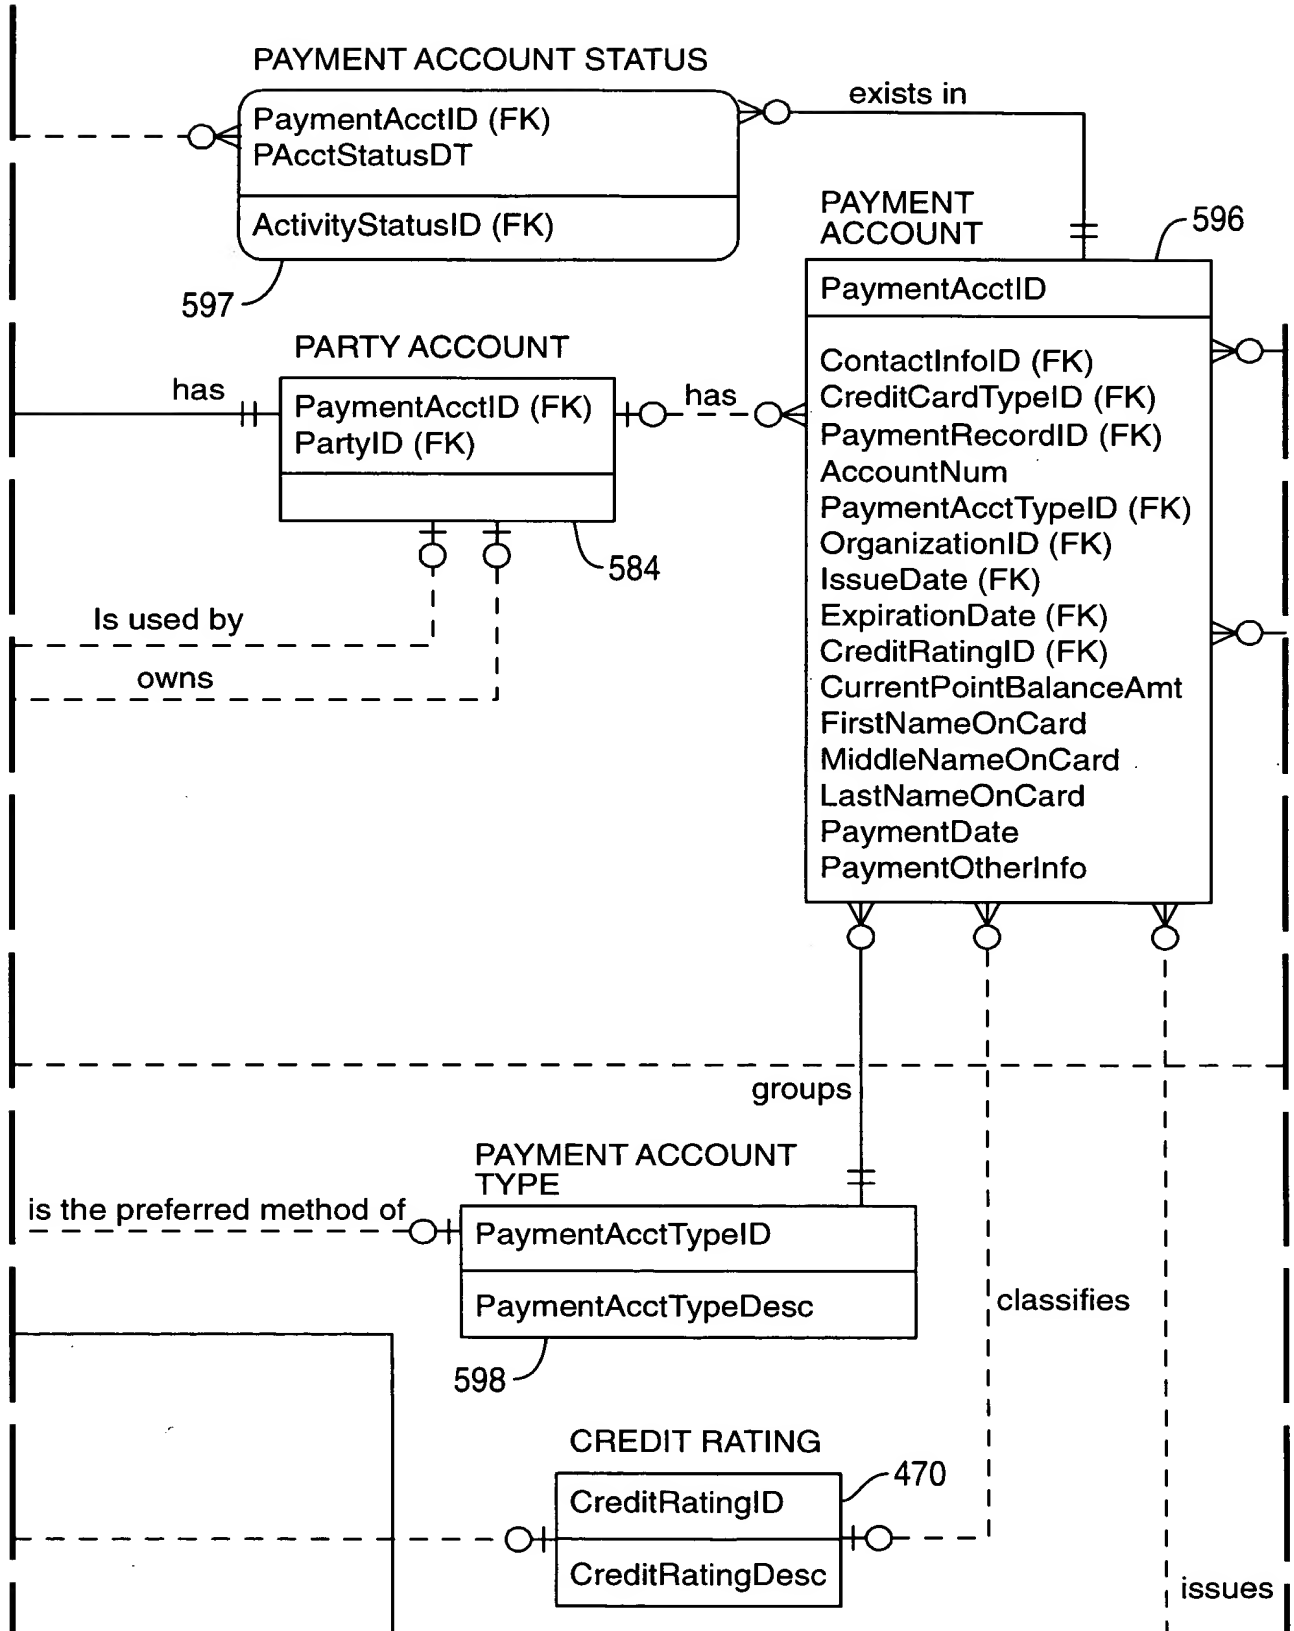 PAYMENT ACCOUNT STATUS
PaymentAcctID (FK)
PAcctStatusDT
ActivityStatusID (FK)
597
exists in
PAYMENT
ACCOUNT
596
PaymentAcctID
ContactInfoID (FK)
CreditCardTypeID (FK)
PaymentRecordID (FK)
AccountNum
PaymentAcctTypeID (FK)
OrganizationID (FK)
IssueDate (FK)
ExpirationDate (FK)
CreditRatingID (FK)
CurrentPointBalanceAmt
FirstNameOnCard
MiddleNameOnCard
LastNameOnCard
PaymentDate
PaymentOtherInfo
PARTY ACCOUNT
has
PaymentAcctID (FK)
PartyID (FK)
has
584
Is used by
owns
groups
PAYMENT ACCOUNT
TYPE
is the preferred method of
PaymentAcctTypeID
PaymentAcctTypeDesc
598
classifies
CREDIT RATING
470
CreditRatingID
CreditRatingDesc
issues